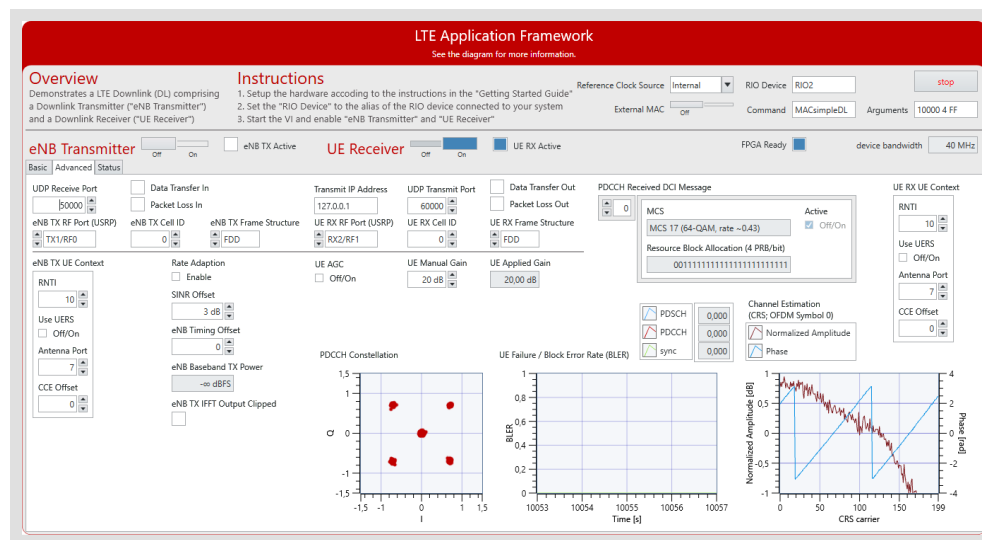 LTE Application Framework
See the diagram for more information.
Overview
Demonstrates a LTE Downlink (DL) comprising
a Downlink Transmitter ("eNB Transmitter")
and a Downlink Receiver ("UE Receiver")
Instructions
1. Setup the hardware accoding to the instructions in the "Getting Started Guide"
2. Set the "RIO Device" to the alias of the RIO device connected to your system
3. Start the VI and enable "eNB Transmitter" and "UE Receiver"
Reference Clock Source Internal
RIO Device RIO2
stop
External MAC Off
Command MACsimpleDL
Arguments 10000 4 FF
eNB Transmitter Off On
eNB TX Active
UE Receiver Off On
UE RX Active
FPGA Ready
device bandwidth 40 MHz
Basic Advanced Status
UDP Receive Port
50000
Data Transfer In
Packet Loss In
Transmit IP Address
127.0.0.1
UDP Transmit Port
60000
Data Transfer Out
Packet Loss Out
eNB TX RF Port (USRP)
TX1/RF0
eNB TX Cell ID
0
eNB TX Frame Structure
FDD
UE RX RF Port (USRP)
RX2/RF1
UE RX Cell ID
0
UE RX Frame Structure
FDD
PDCCH Received DCI Message
0
MCS
MCS 17 (64-QAM, rate ~0.43)
Active
Off/On
Resource Block Allocation (4 PRB/bit)
0011111111111111111111111
UE RX UE Context
RNTI
10
Use UERS
Off/On
Antenna Port
7
CCE Offset
0
eNB TX UE Context
RNTI
10
Use UERS
Off/On
Antenna Port
7
CCE Offset
0
Rate Adaption
Enable
SINR Offset
3 dB
eNB Timing Offset
0
eNB Baseband TX Power
-∞ dBFS
eNB TX IFFT Output Clipped
UE AGC
Off/On
UE Manual Gain
20 dB
UE Applied Gain
20,00 dB
PDSCH 0,000
PDCCH 0,000
sync 0,000
Channel Estimation
(CRS; OFDM Symbol 0)
Normalized Amplitude
Phase
PDCCH Constellation
1,5
1
Q 0
-1
-1,5
-1,5 -1 0 1 1,5
I
UE Failure / Block Error Rate (BLER)
1
0,8
0,6
BLER
0,4
0,2
0
10053 10054 10055 10056 10057
Time [s]
Normalized Amplitude [dB]
1
0,5
0
-0,5
-1
4
2
0
-2
-4
Phase [rad]
0 50 100 150 199
CRS carrier